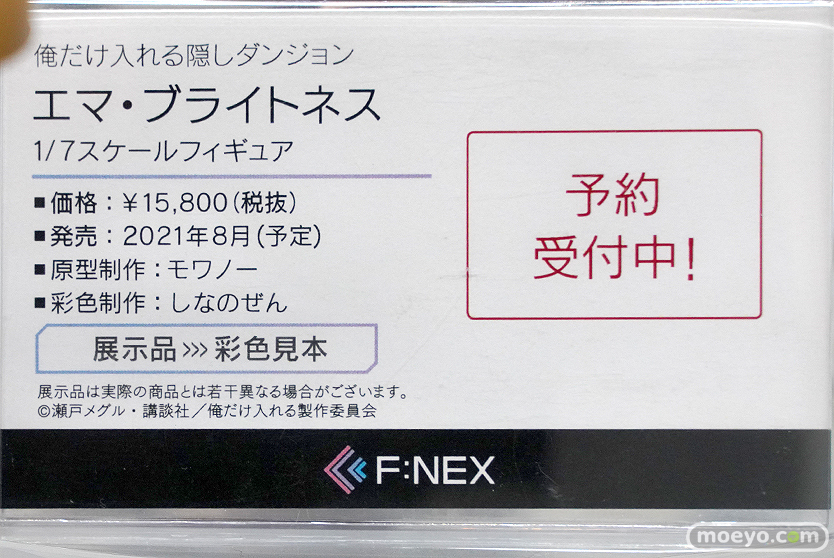 俺だけ入れる隠しダンジョン
エマ・ブライトネス
1/7スケールフィギュア
■価格：¥15,800(税抜)
■発売：2021年8月(予定)
■原型制作：モワノー
■彩色制作：しなのぜん
展示品>>>彩色見本
展示品は実際の商品とは若干異なる場合がございます。
©瀬戸メグル・講談社／俺だけ入れる製作委員会
予約
受付中!
F:NEX
moeyo.com